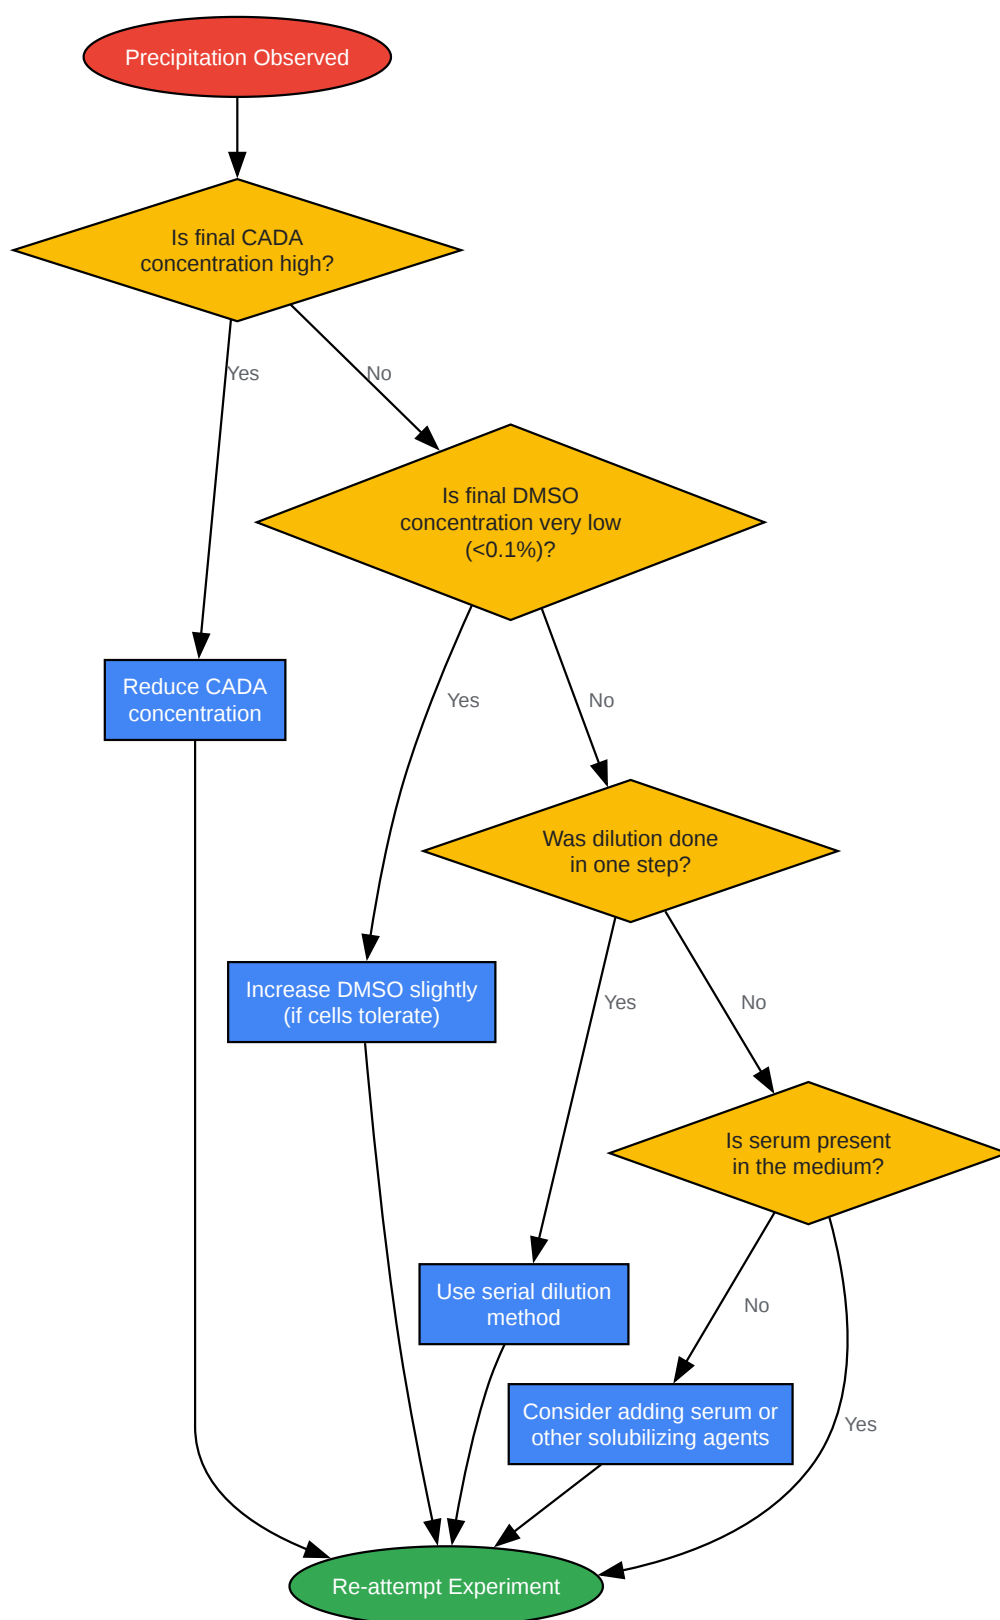 Precipitation Observed
Is final CADA
concentration high?
Yes
No
Is final DMSO
concentration very low
(<0.1%)?
Reduce CADA
concentration
Yes
No
Was dilution done
in one step?
Increase DMSO slightly
(if cells tolerate)
Yes
No
Is serum present
in the medium?
Use serial dilution
method
No
Consider adding serum or
other solubilizing agents
Yes
Re-attempt Experiment